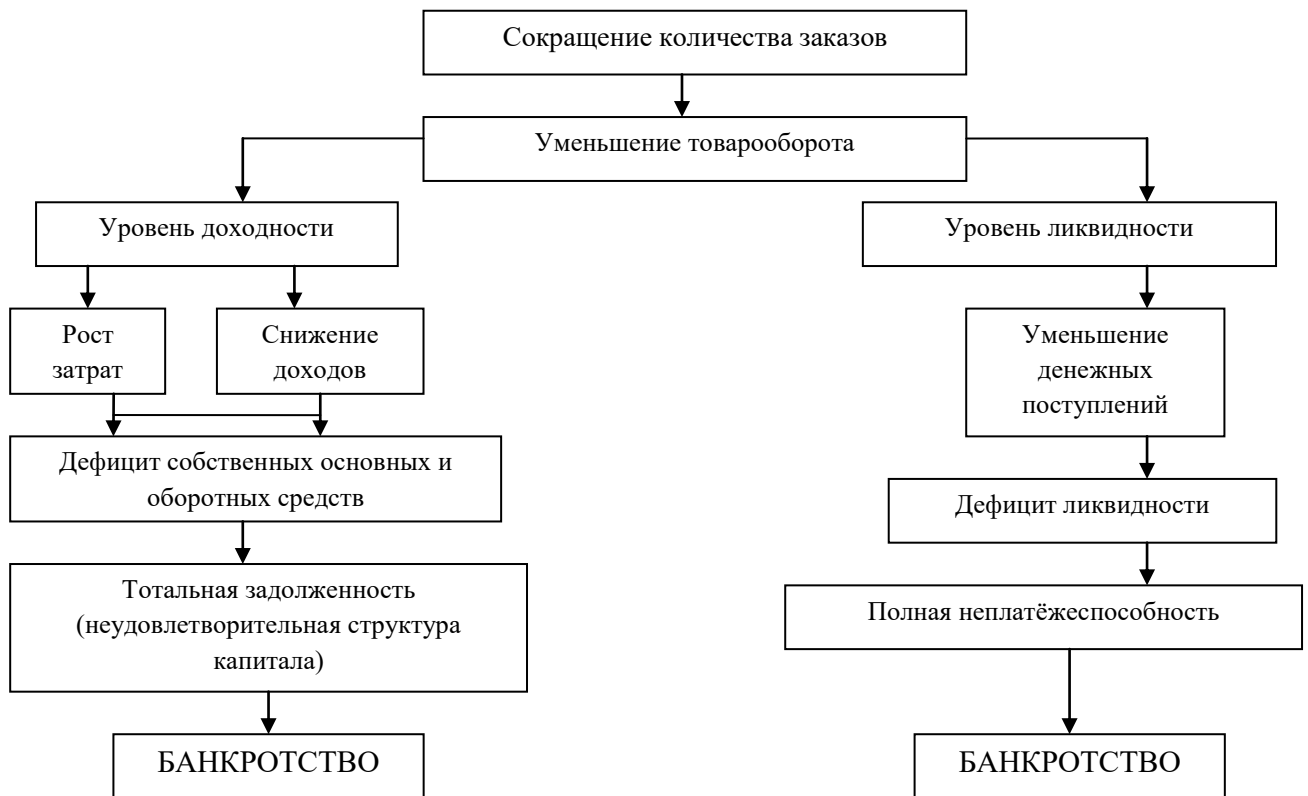 Сокращение количества заказов
Уменьшение товарооборота
Уровень доходности
Уровень ликвидности
Рост
затрат
Снижение
доходов
Уменьшение
денежных
поступлений
Дефицит собственных основных и
оборотных средств
Дефицит ликвидности
Тотальная задолженность
(неудовлетворительная структура
капитала)
Полная неплатёжеспособность
БАНКРОТСТВО
БАНКРОТСТВО